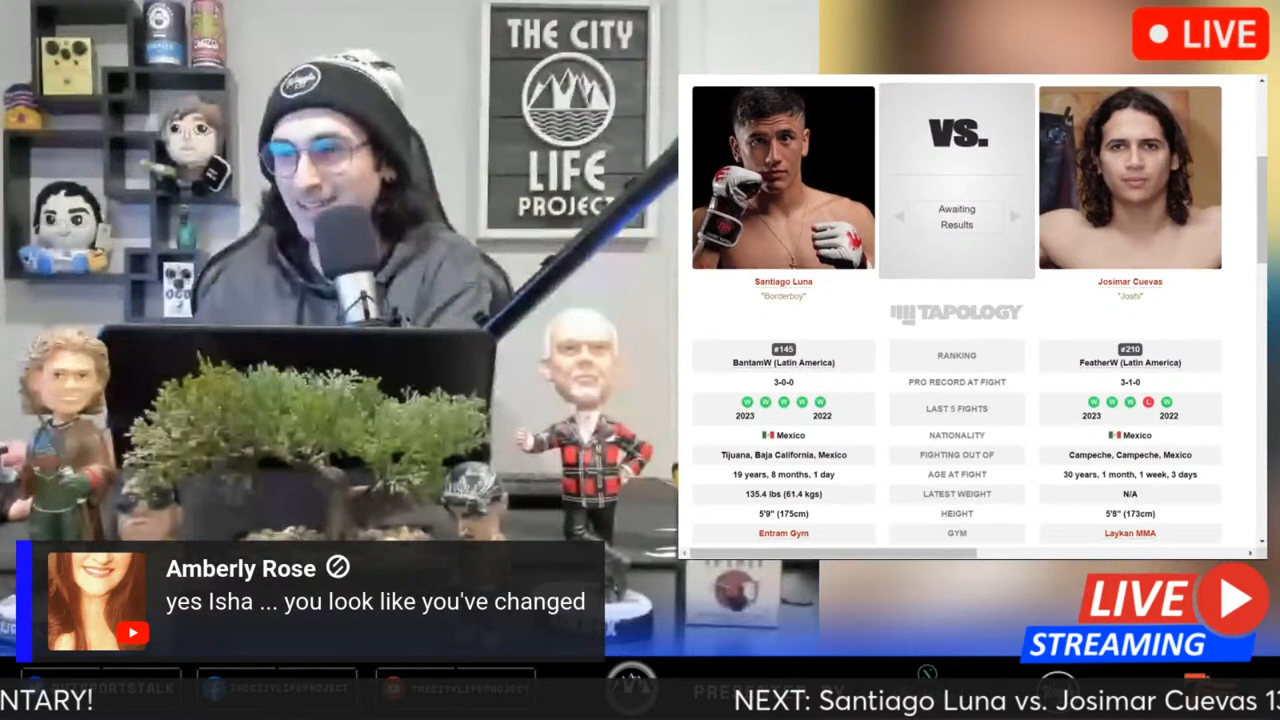 THE CITY
LIFE
PROJECT
LIVE
VS.
Awaiting
Results
Santiago Luna
"Borderboy"
Josimar Cuevas
"Joshi"
TAPOLOGY
#145
BantamW (Latin America)
RANKING
#210
FeatherW (Latin America)
3-0-0
PRO RECORD AT FIGHT
3-1-0
W W W W W
2023 2022
LAST 5 FIGHTS
W W W L W
2023 2022
Mexico
NATIONALITY
Mexico
Tijuana, Baja California, Mexico
FIGHTING OUT OF
Campeche, Campeche, Mexico
19 years, 8 months, 1 day
AGE AT FIGHT
30 years, 1 month, 1 week, 3 days
135.4 lbs (61.4 kgs)
LATEST WEIGHT
N/A
5'9" (175cm)
HEIGHT
5'8" (173cm)
Entram Gym
GYM
Laykan MMA
Amberly Rose
yes Isha ... you look like you've changed
LIVE
STREAMING
THECITYLIFEPROJECT
THECITYLIFEPROJECT
NTARY!
NEXT: Santiago Luna vs. Josimar Cuevas 13